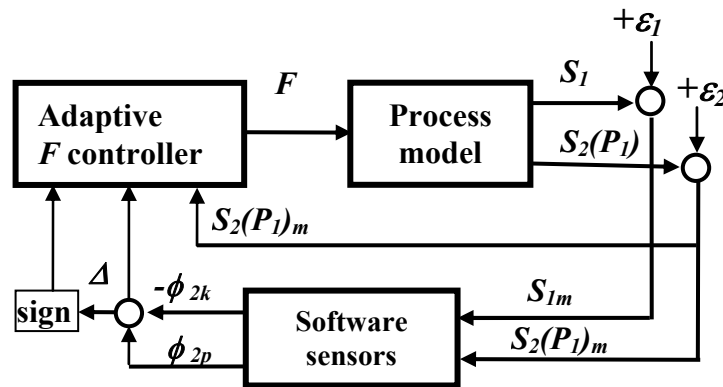 +ε1
F
S1
+ε2
Adaptive
F controller
Process
model
S2(P1)
S2(P1)m
Δ
-ϕ2k
S1m
sign
Software
sensors
S2(P1)m
ϕ2p